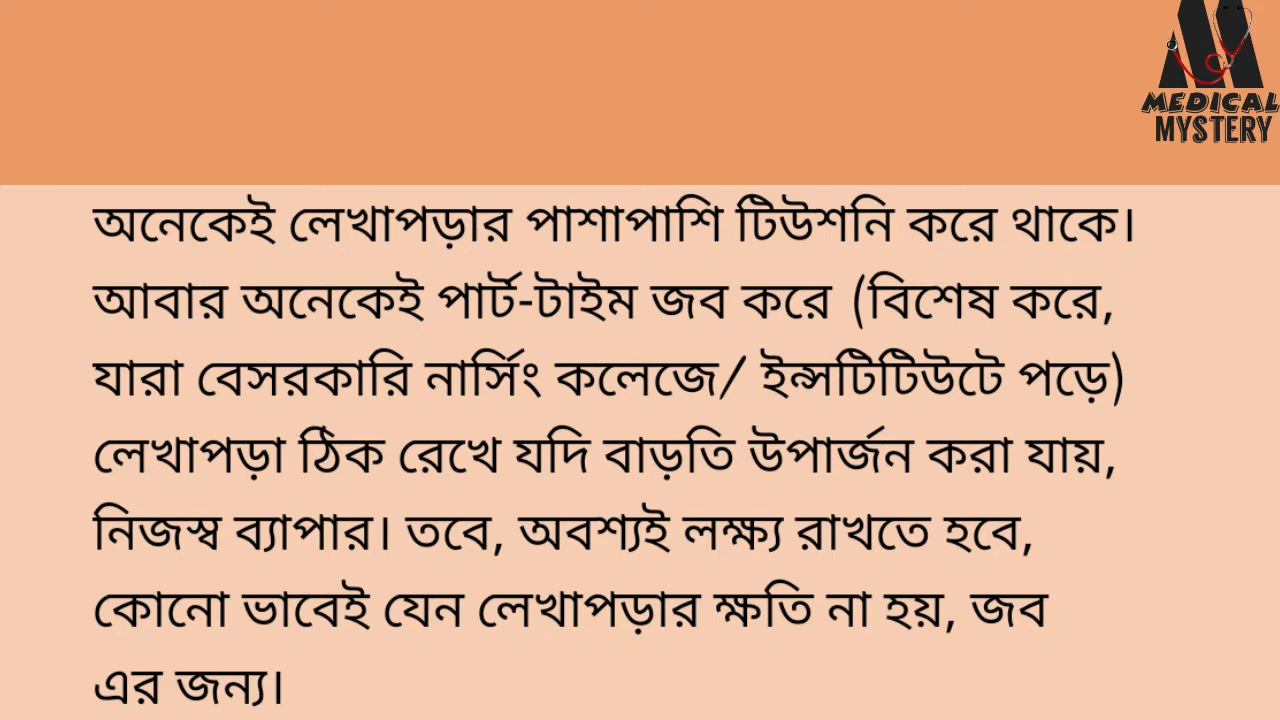 MEDICAL
MYSTERY
অনেকেই লেখাপড়ার পাশাপাশি টিউশনি করে থাকে।
আবার অনেকেই পার্ট-টাইম জব করে (বিশেষ করে,
যারা বেসরকারি নার্সিং কলেজে/ ইন্সটিটিউটে পড়ে)
লেখাপড়া ঠিক রেখে যদি বাড়তি উপার্জন করা যায়,
নিজস্ব ব্যাপার। তবে, অবশ্যই লক্ষ্য রাখতে হবে,
কোনো ভাবেই যেন লেখাপড়ার ক্ষতি না হয়, জব
এর জন্য।